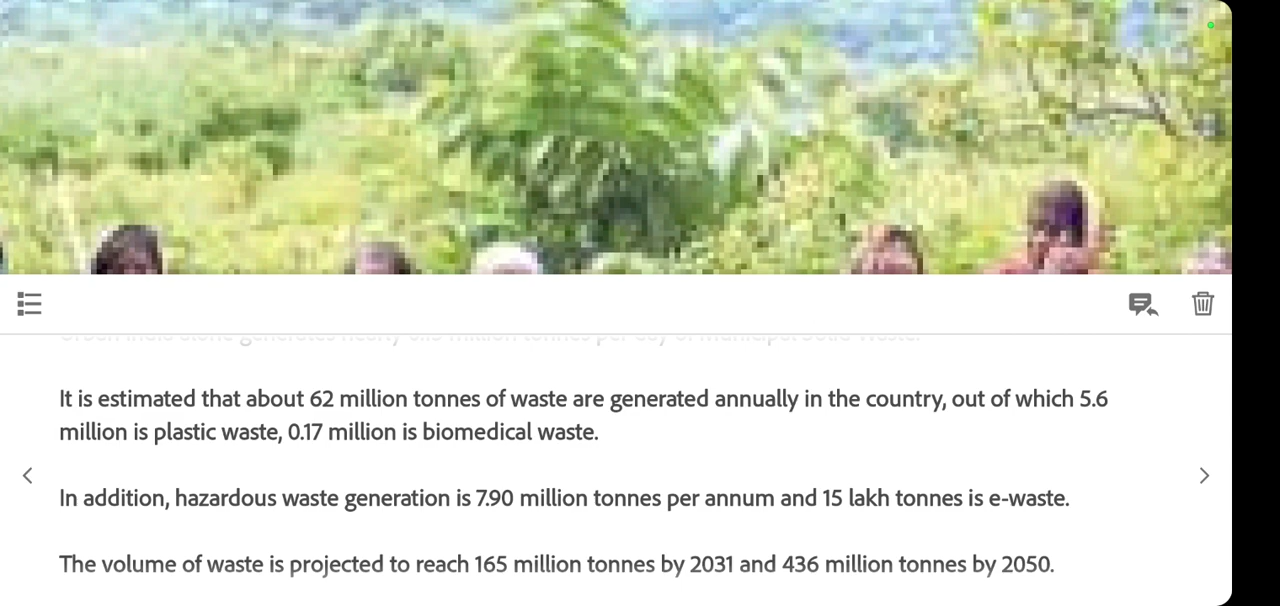 It is estimated that about 62 million tonnes of waste are generated annually in the country, out of which 5.6
million is plastic waste, 0.17 million is biomedical waste.
In addition, hazardous waste generation is 7.90 million tonnes per annum and 15 lakh tonnes is e-waste.
The volume of waste is projected to reach 165 million tonnes by 2031 and 436 million tonnes by 2050.